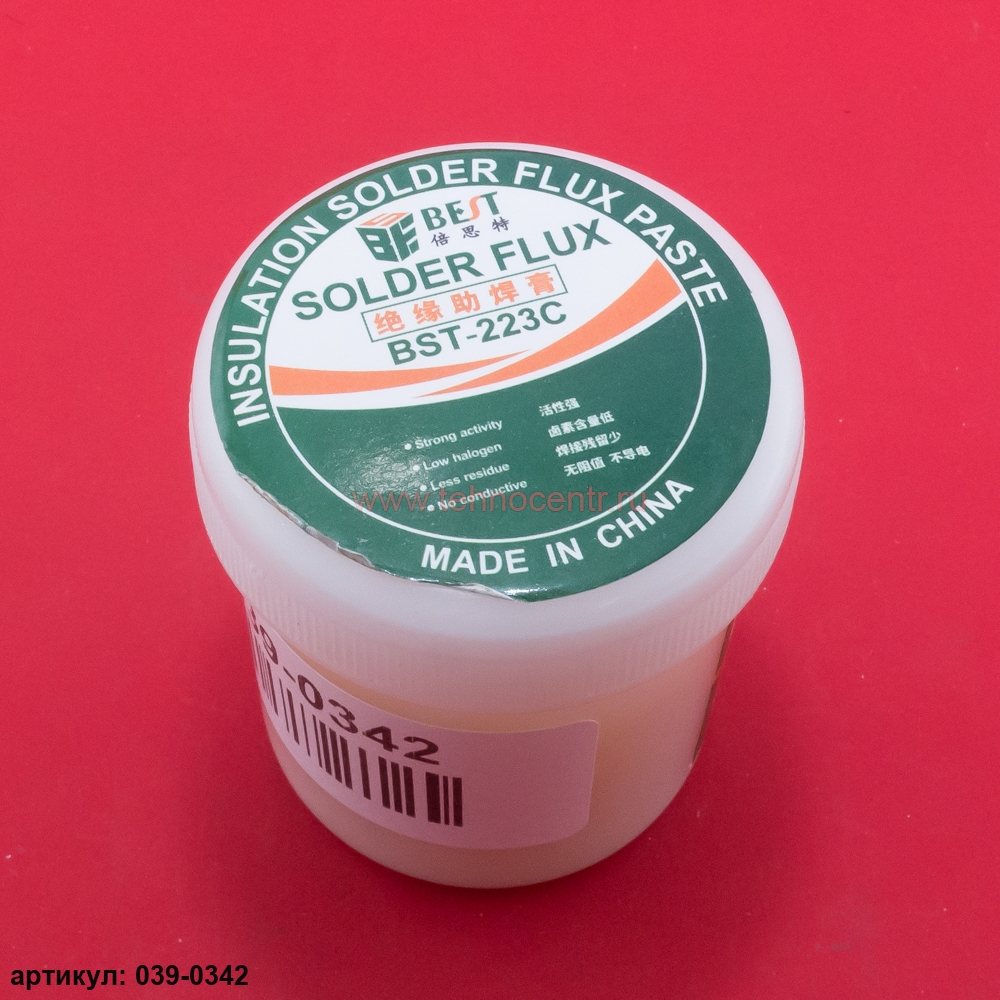 INSULATION SOLDER FLUX PASTE
BEST
倍思特
SOLDER FLUX
绝缘助焊膏
BST-223C
• Strong activity
活性强
• Low halogen
卤素含量低
• Less residue
焊接残留少
• No conductive
无阻值 不导电
www.tehnocentr.ru
MADE IN CHINA
39-0342
артикул: 039-0342